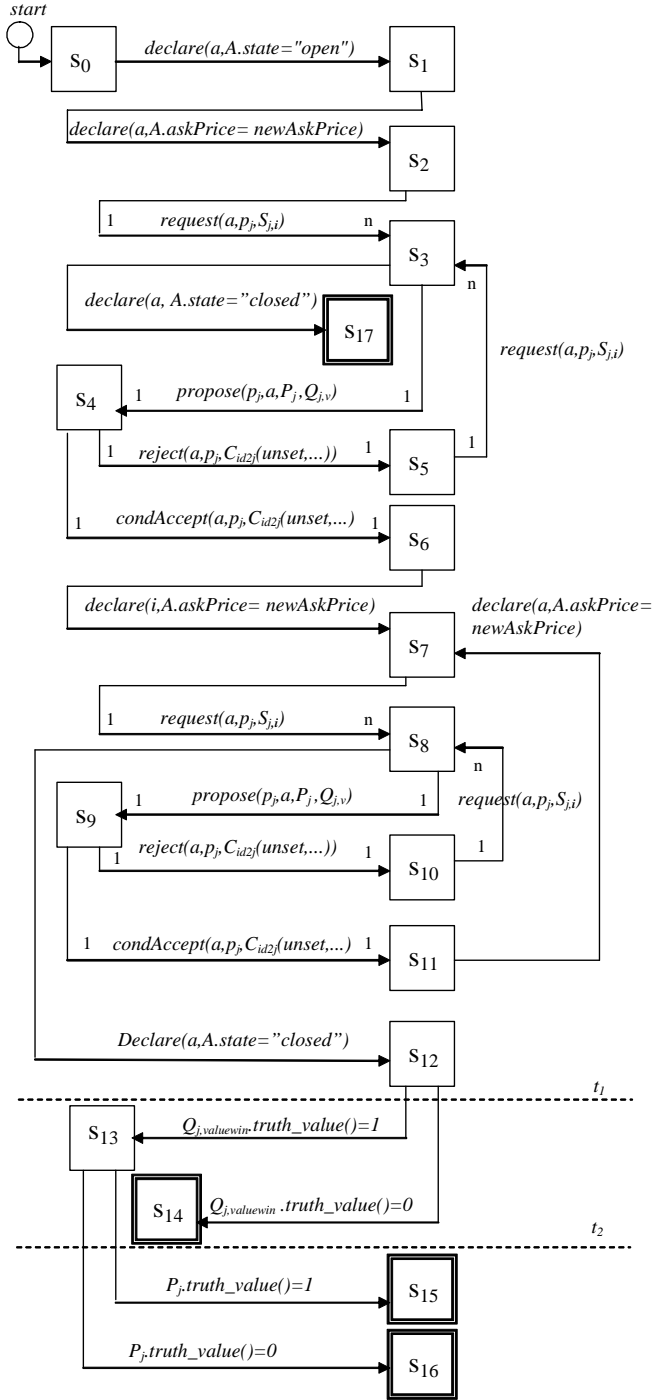 start
s0
declare(a,A.state="open")
s1
declare(a,A.askPrice= newAskPrice)
s2
1 request(a,pj,Sj,i) n
s3
n
declare(a, A.state=”closed”)
s17
request(a,pj,Sj,i)
s4
1 propose(pj,a,Pj,Qj,v) 1
1 reject(a,pj,Cid2j(unset,...)) 1
s5
1
1 condAccept(a,pj,Cid2j(unset,...) 1
s6
declare(i,A.askPrice= newAskPrice)
declare(a,A.askPrice=
newAskPrice)
s7
1 request(a,pj,Sj,i) n
s8
n
s9
1 propose(pj,a,Pj,Qj,v) 1
request(a,pj,Sj,i)
1 reject(a,pj,Cid2j(unset,...)) 1
s10
1
1 condAccept(a,pj,Cid2j(unset,...) 1
s11
Declare(a,A.state=”closed”)
s12
t1
s13
Qj,valuewin.truth_value()=1
s14
Qj,valuewin .truth_value()=0
t2
Pj.truth_value()=1
s15
Pj.truth_value()=0
s16